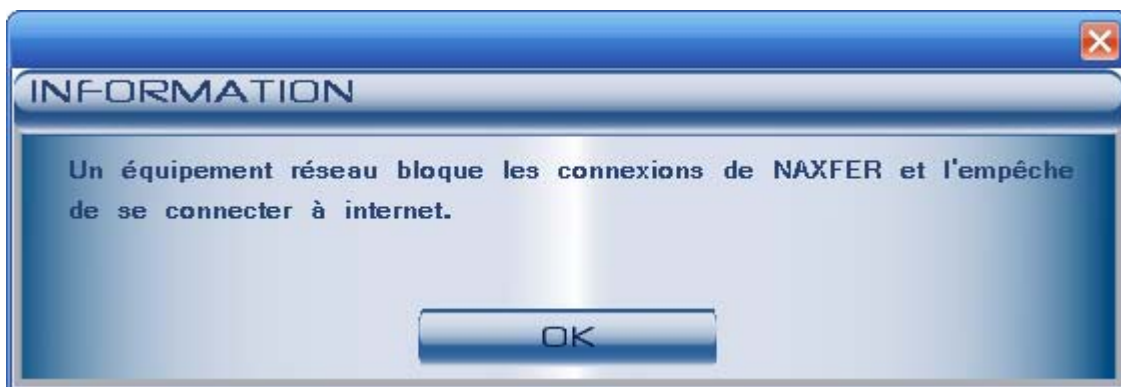 INFORMATION
Un équipement réseau bloque les connexions de NAXFER et l'empêche
de se connecter à internet.
OK